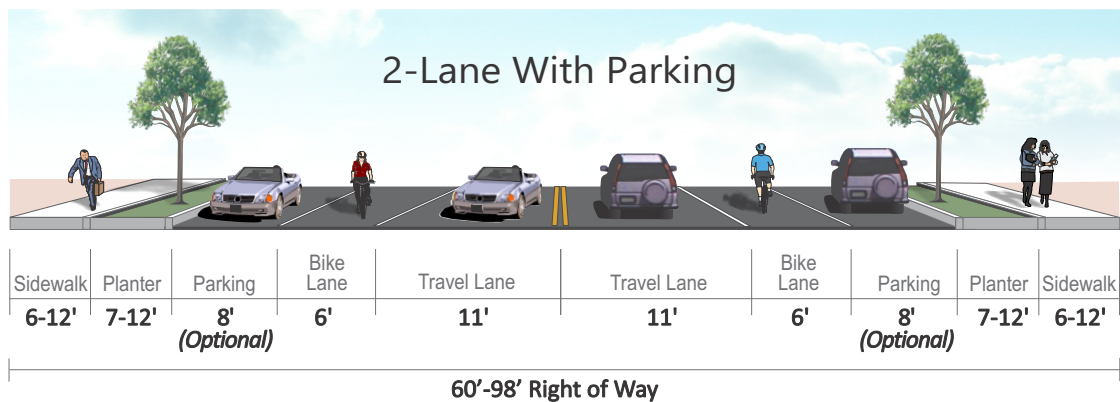 2-Lane With Parking
Sidewalk
Planter
Parking
Bike
Lane
Travel Lane
Travel Lane
Bike
Lane
Parking
Planter
Sidewalk
6-12'
7-12'
8'
(Optional)
6'
11'
11'
6'
8'
(Optional)
7-12'
6-12'
60'-98’ Right of Way